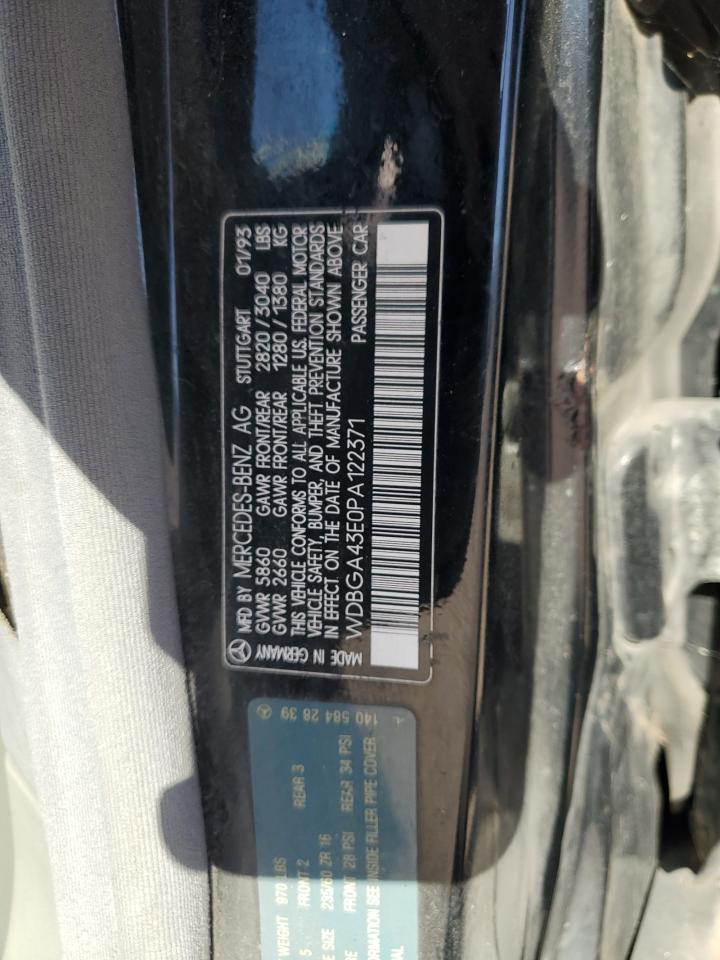 MFD BY MERCEDES-BENZ AG STUTTGART 01/93
GVWR 5860 GAWR FRONT/REAR 2820/3040 LBS
GVWR 2660 GAWR FRONT/REAR 1280/1380 KG
THIS VEHICLE CONFORMS TO ALL APPLICABLE U.S. FEDERAL MOTOR
VEHICLE SAFETY, BUMPER, AND THEFT PREVENTION STANDARDS
IN EFFECT ON THE DATE OF MANUFACTURE SHOWN ABOVE
MADE IN GERMANY WDBGA43E0PA122371 PASSENGER CAR
140 584 28 39
WEIGHT 970 LBS
5 FRONT 2 REAR 3
SIZE 235/60 ZR 16
FRONT 28 PSI REAR 34 PSI
SEE INSIDE FILLER PIPE COVER